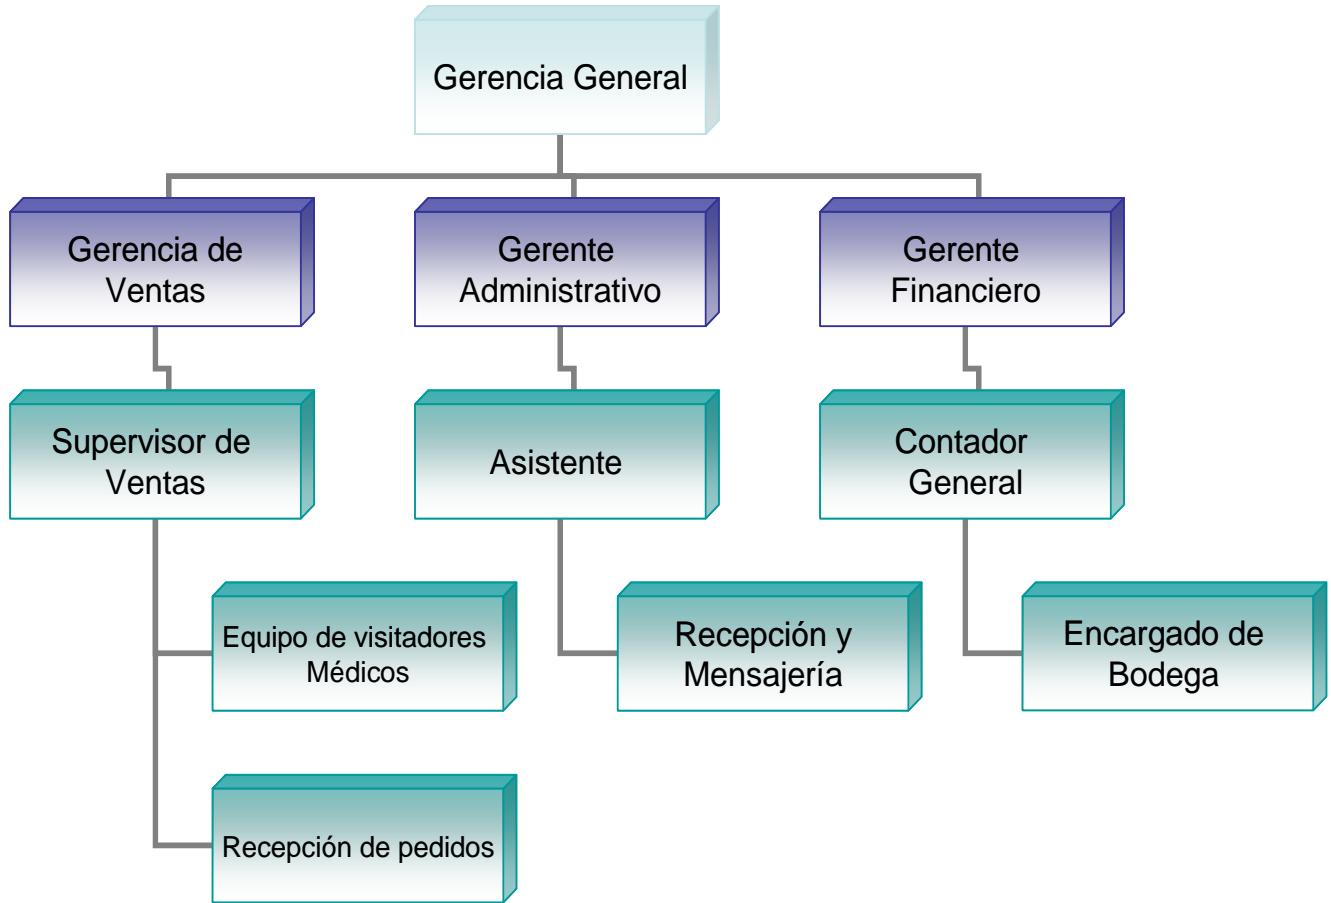 Gerencia General
Gerencia de
Ventas
Gerente
Administrativo
Gerente
Financiero
Supervisor de
Ventas
Asistente
Contador
General
Equipo de visitadores
Médicos
Recepción y
Mensajería
Encargado de
Bodega
Recepción de pedidos